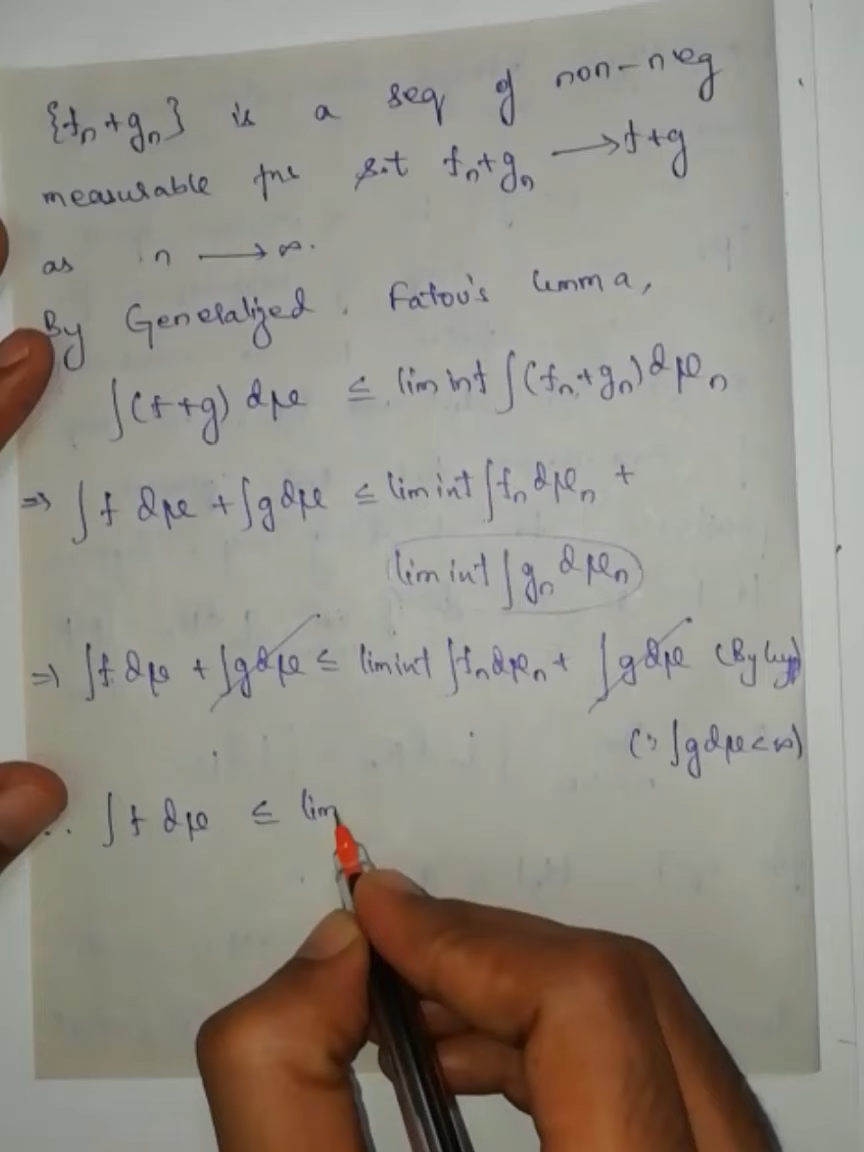 {fn+gn} is a seq of non-neg
measurable fns s.t fn+gn ⟶ f+g
as n ⟶ ∞.
By Generalized Fatou's lemma,
∫(f+g) dμ ≤ lim inf ∫(fn+gn) dμn
⇒ ∫f dμ + ∫g dμ ≤ lim inf ∫fn dμn +
lim inf ∫gn dμn
⇒ ∫f dμ + ∫g dμ ≤ lim inf ∫fn dμn + ∫g dμ (By hyp)
(∵ ∫g dμ < ∞)
∴ ∫f dμ ≤ lim